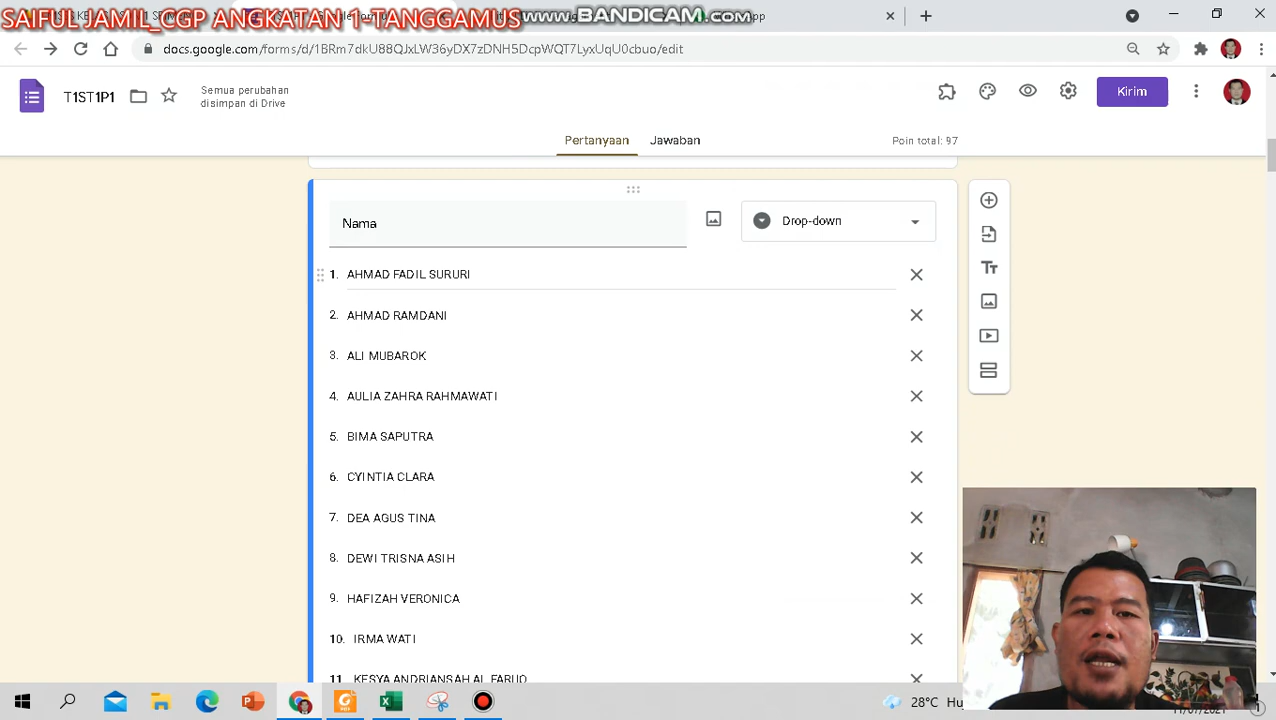 SAIFUL JAMIL_CGP ANGKATAN 1-TANGGAMUS
www.BANDICAM.com
docs.google.com/forms/d/1BRm7dkU88QJxLW36yDX7zDNH5DcpWQT7LyxUqU0cbuo/edit
T1ST1P1
Semua perubahan
disimpan di Drive
Kirim
Pertanyaan
Jawaban
Poin total: 97
Nama
Drop-down
1. AHMAD FADIL SURURI
2. AHMAD RAMDANI
3. ALI MUBAROK
4. AULIA ZAHRA RAHMAWATI
5. BIMA SAPUTRA
6. CYINTIA CLARA
7. DEA AGUS TINA
8. DEWI TRISNA ASIH
9. HAFIZAH VERONICA
10. IRMA WATI
11. KESYA ANDRIANSAH AL FARUQ
28°C
11/07/2021